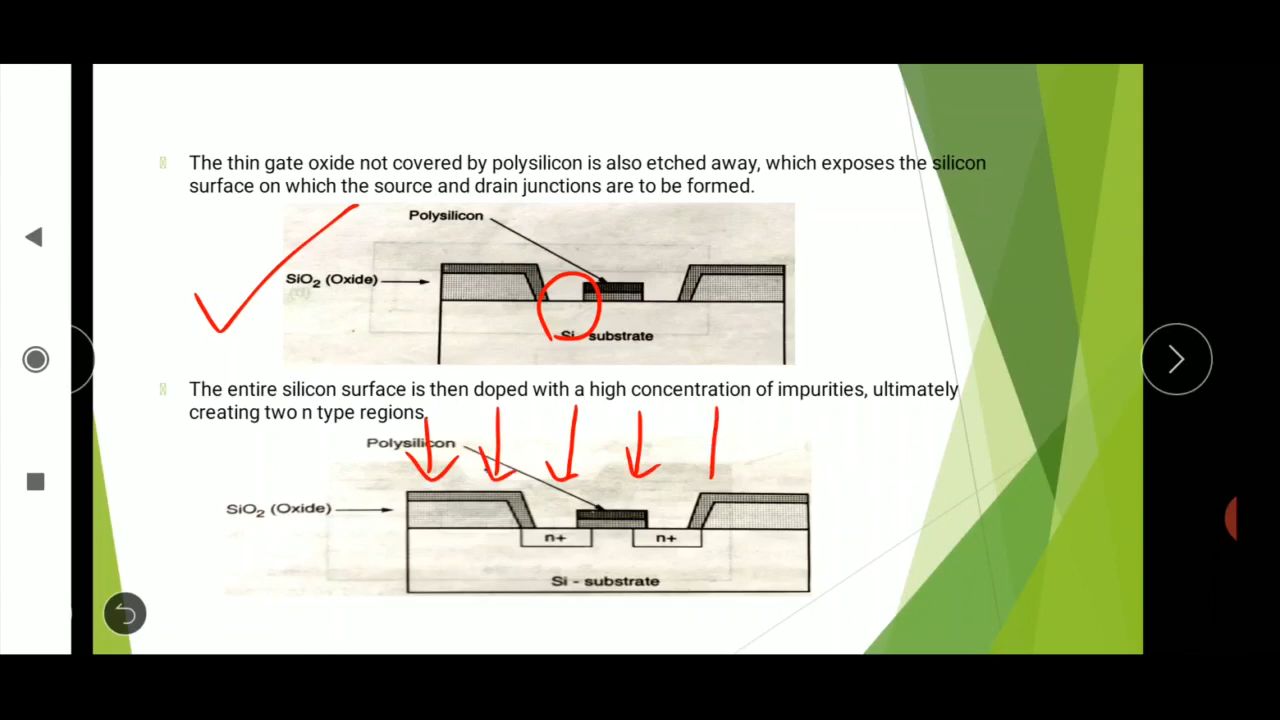 The thin gate oxide not covered by polysilicon is also etched away, which exposes the silicon
surface on which the source and drain junctions are to be formed.
Polysilicon
SiO₂ (Oxide)
Si - substrate
The entire silicon surface is then doped with a high concentration of impurities, ultimately
creating two n type regions.
Polysilicon
SiO₂ (Oxide)
n+ n+
Si - substrate